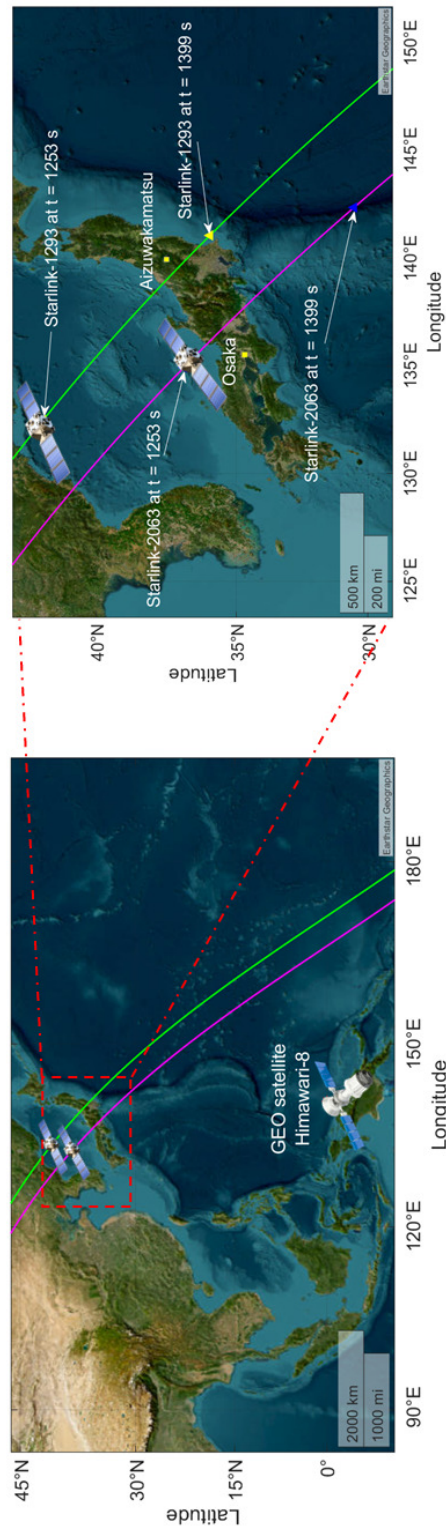 45°N
30°N
15°N
0°
Latitude
90°E
120°E
150°E
180°E
Longitude
2000 km
1000 mi
GEO satellite
Himawari-8
Earthstar Geographics
40°N
35°N
30°N
Latitude
125°E
130°E
135°E
140°E
145°E
150°E
Longitude
500 km
200 mi
Starlink-1293 at t = 1253 s
Aizuwakamatsu
Starlink-1293 at t = 1399 s
Starlink-2063 at t = 1253 s
Osaka
Starlink-2063 at t = 1399 s
Earthstar Geographics